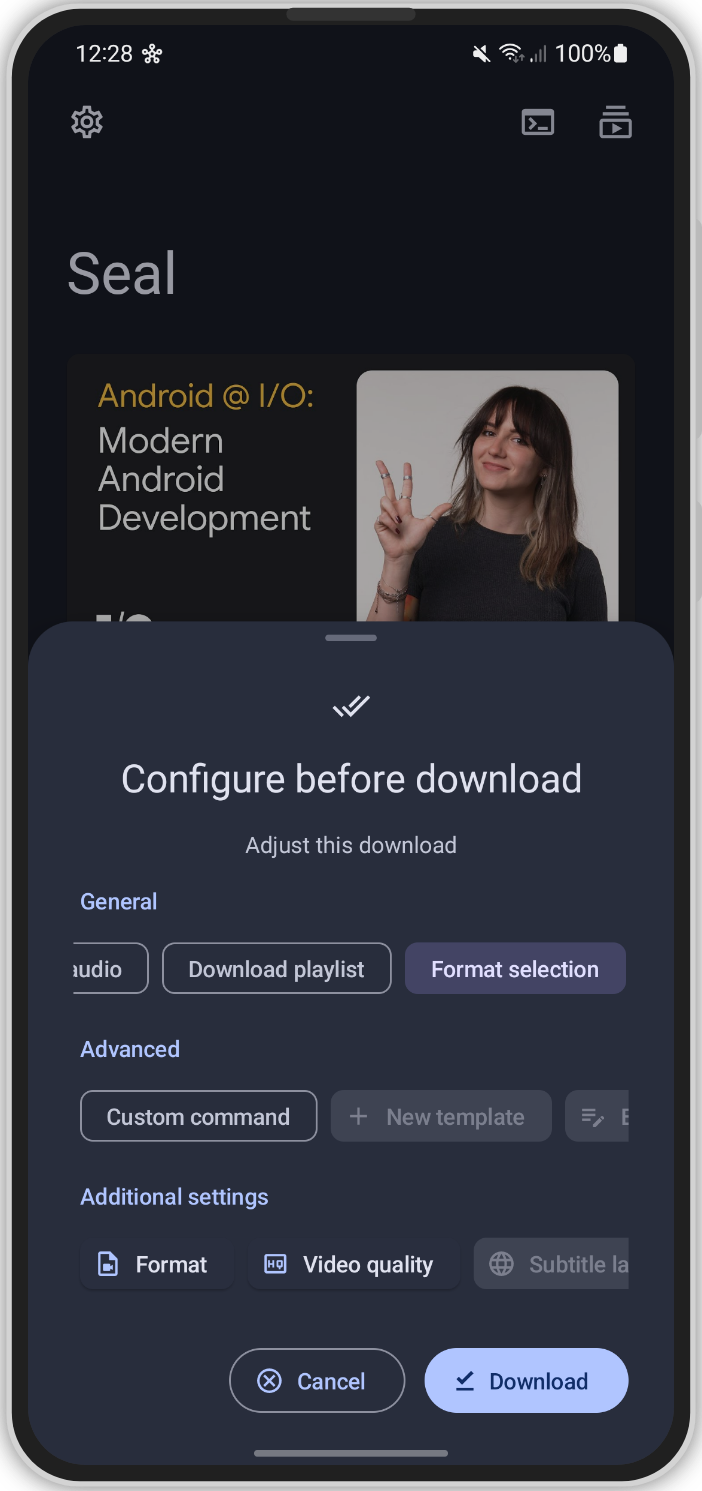 12:28 100%
Seal
Android @ I/O:
Modern
Android
Development
Configure before download
Adjust this download
General
audio Download playlist Format selection
Advanced
Custom command New template
Additional settings
Format HQ Video quality Subtitle la
Cancel Download